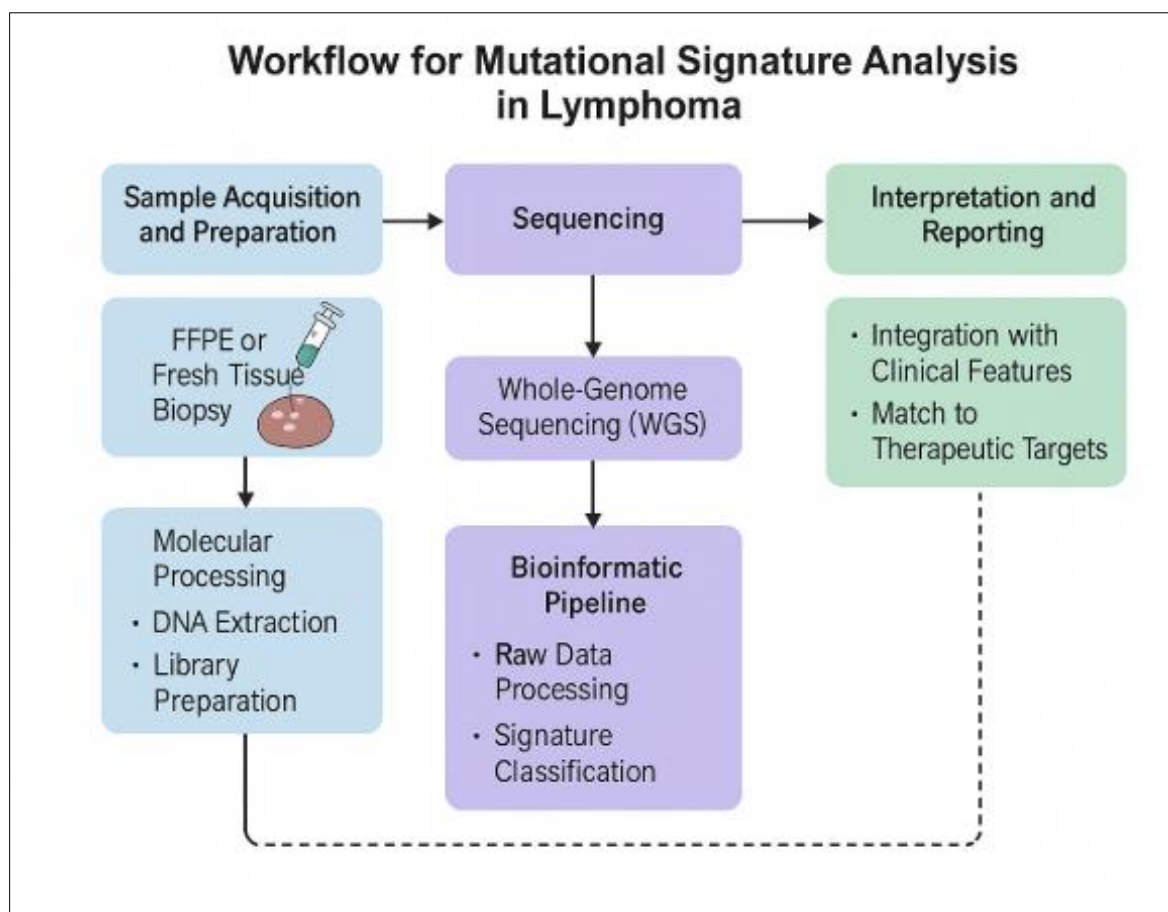 Workflow for Mutational Signature Analysis
in Lymphoma
Sample Acquisition
and Preparation
FFPE or
Fresh Tissue
Biopsy
Molecular
Processing
• DNA Extraction
• Library
Preparation
Sequencing
Whole-Genome
Sequencing (WGS)
Bioinformatic
Pipeline
• Raw Data
Processing
• Signature
Classification
Interpretation and
Reporting
• Integration with
Clinical Features
• Match to
Therapeutic Targets